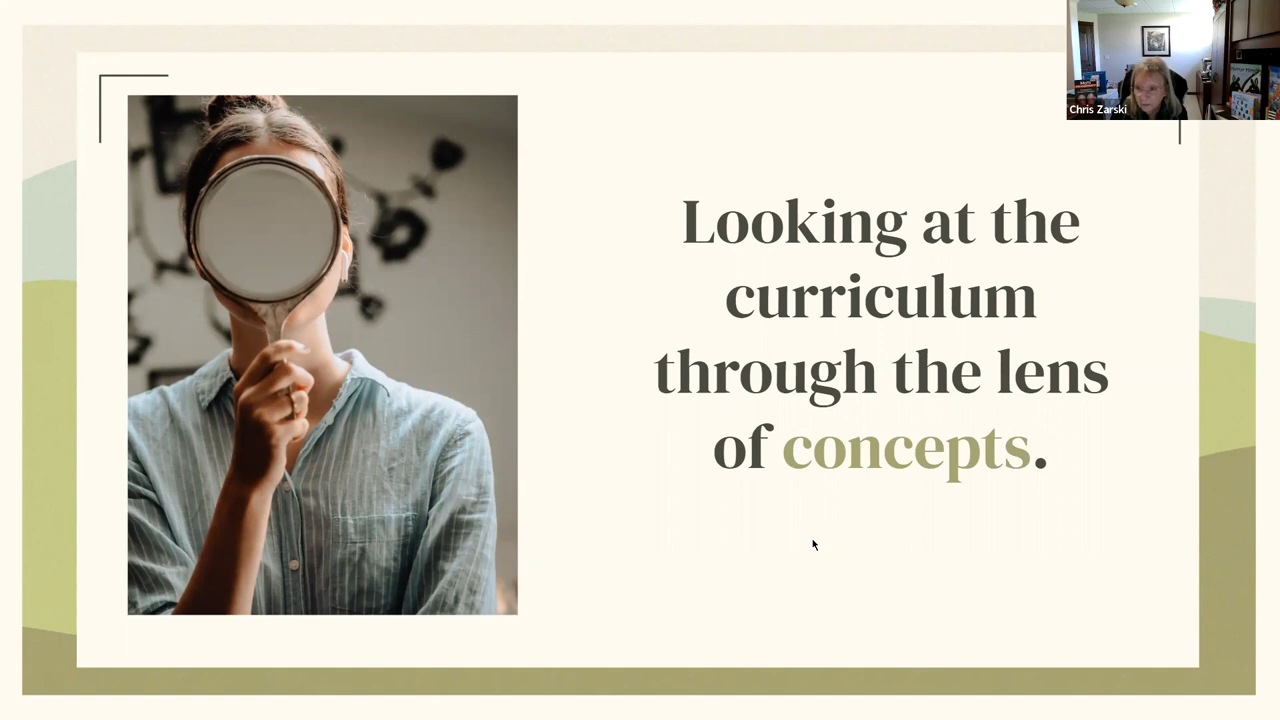 Chris Zarski
Looking at the
curriculum
through the lens
of concepts.